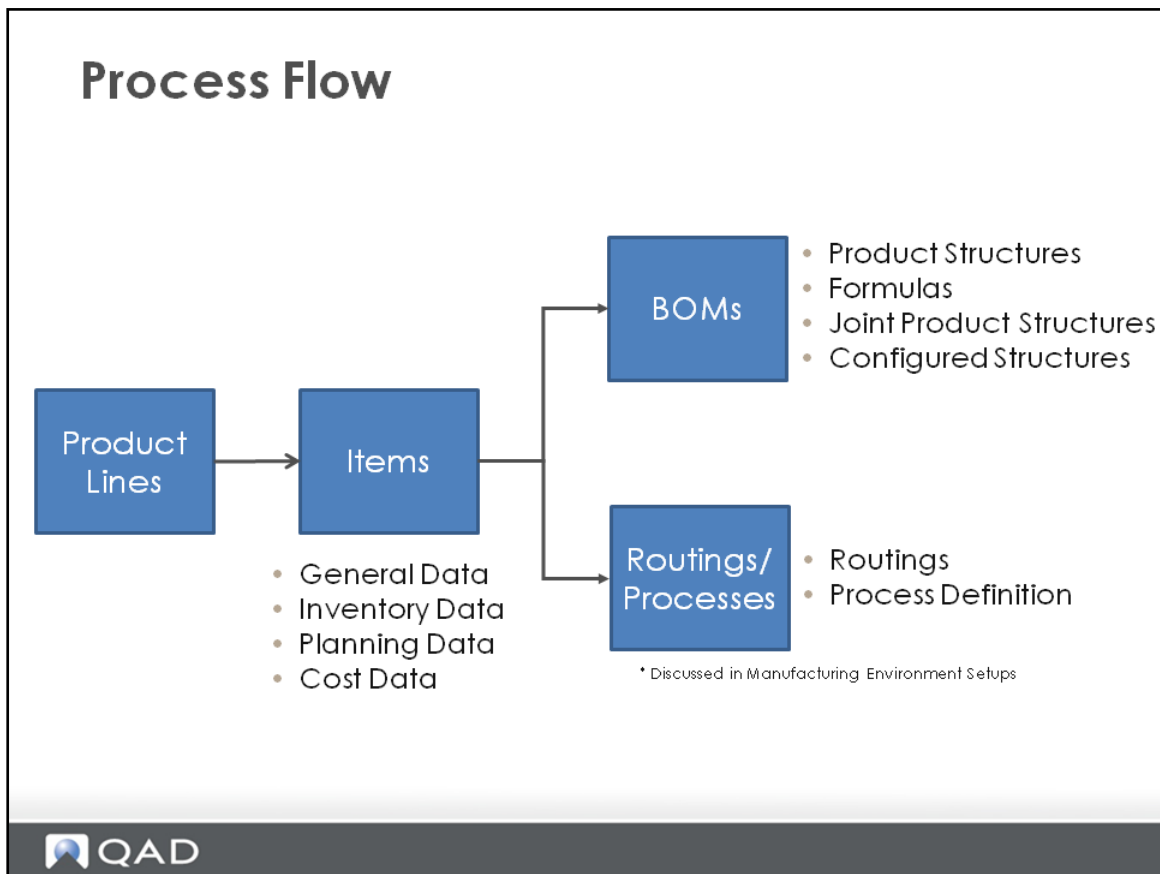 Process Flow
BOMs
• Product Structures
• Formulas
• Joint Product Structures
• Configured Structures
Product
Lines
Items
• General Data
• Inventory Data
• Planning Data
• Cost Data
Routings/
Processes
• Routings
• Process Definition
* Discussed in Manufacturing Environment Setups
QAD